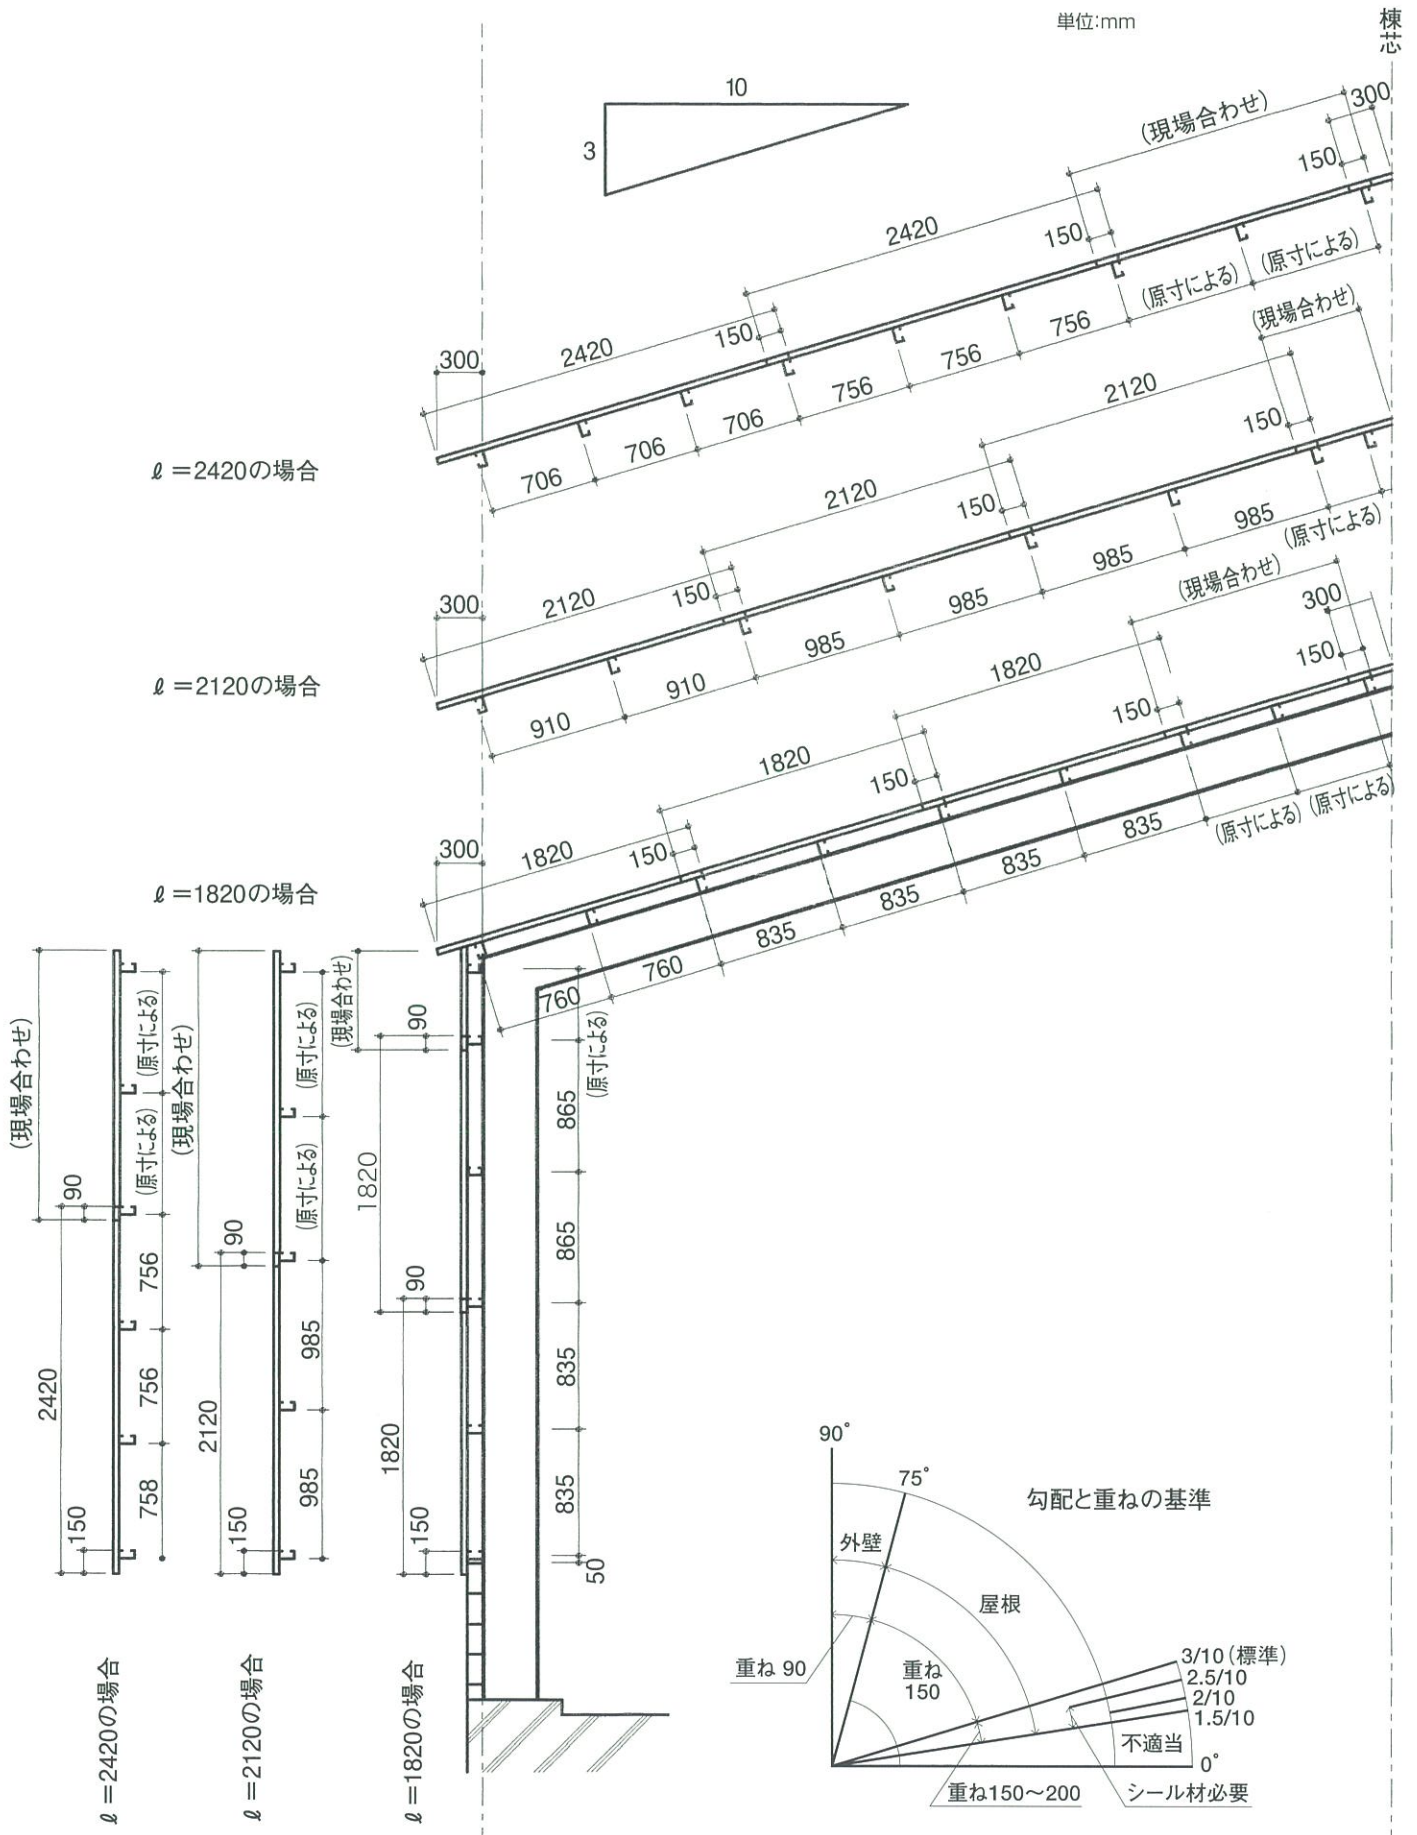 単位:mm
棟芯
10
3
(現場合わせ)
300
150
2420
150
(原寸による)
(原寸による)
2420
150
300
756
756
756
706
706
706
ℓ=2420の場合
(現場合わせ)
2120
150
2120
150
2120
150
300
(原寸による)
985
985
985
985
910
910
ℓ=2120の場合
(現場合わせ)
300
150
1820
150
1820
150
1820
150
300
(原寸による)
(原寸による)
835
835
835
835
760
760
ℓ=1820の場合
(現場合わせ)
90
2420
150
(原寸による)
(原寸による)
756
756
758
ℓ=2420の場合
(現場合わせ)
90
2120
150
(原寸による)
(原寸による)
985
985
ℓ=2120の場合
(現場合わせ)
90
1820
90
1820
150
(原寸による)
865
865
835
835
50
ℓ=1820の場合
勾配と重ねの基準
90°
75°
外壁
屋根
重ね 90
重ね
150
3/10(標準)
2.5/10
2/10
1.5/10
不適当
0°
重ね150〜200
シール材必要